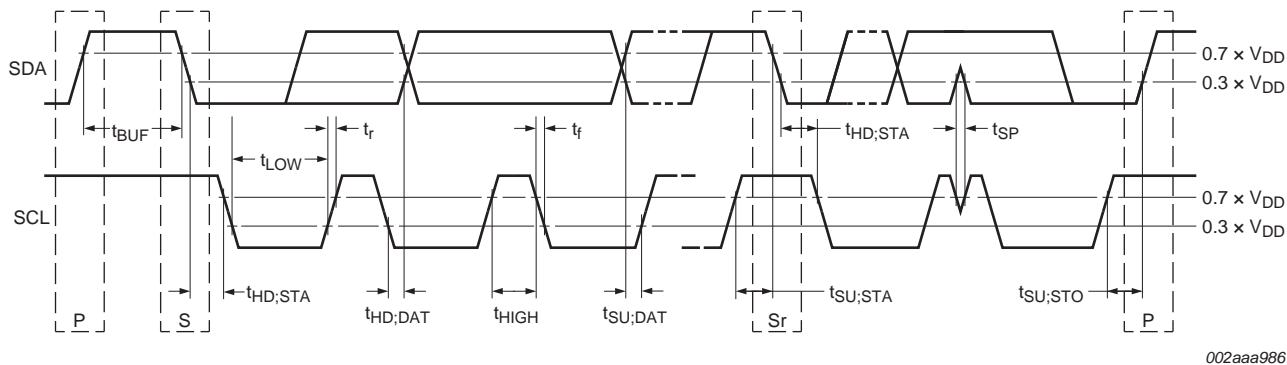 SDA
0.7 × VDD
0.3 × VDD
tBUF
tLOW
tr
tf
tHD;STA
tSP
SCL
0.7 × VDD
0.3 × VDD
tHD;STA
tHD;DAT
tHIGH
tSU;DAT
tSU;STA
tSU;STO
P
S
Sr
P
002aaa986